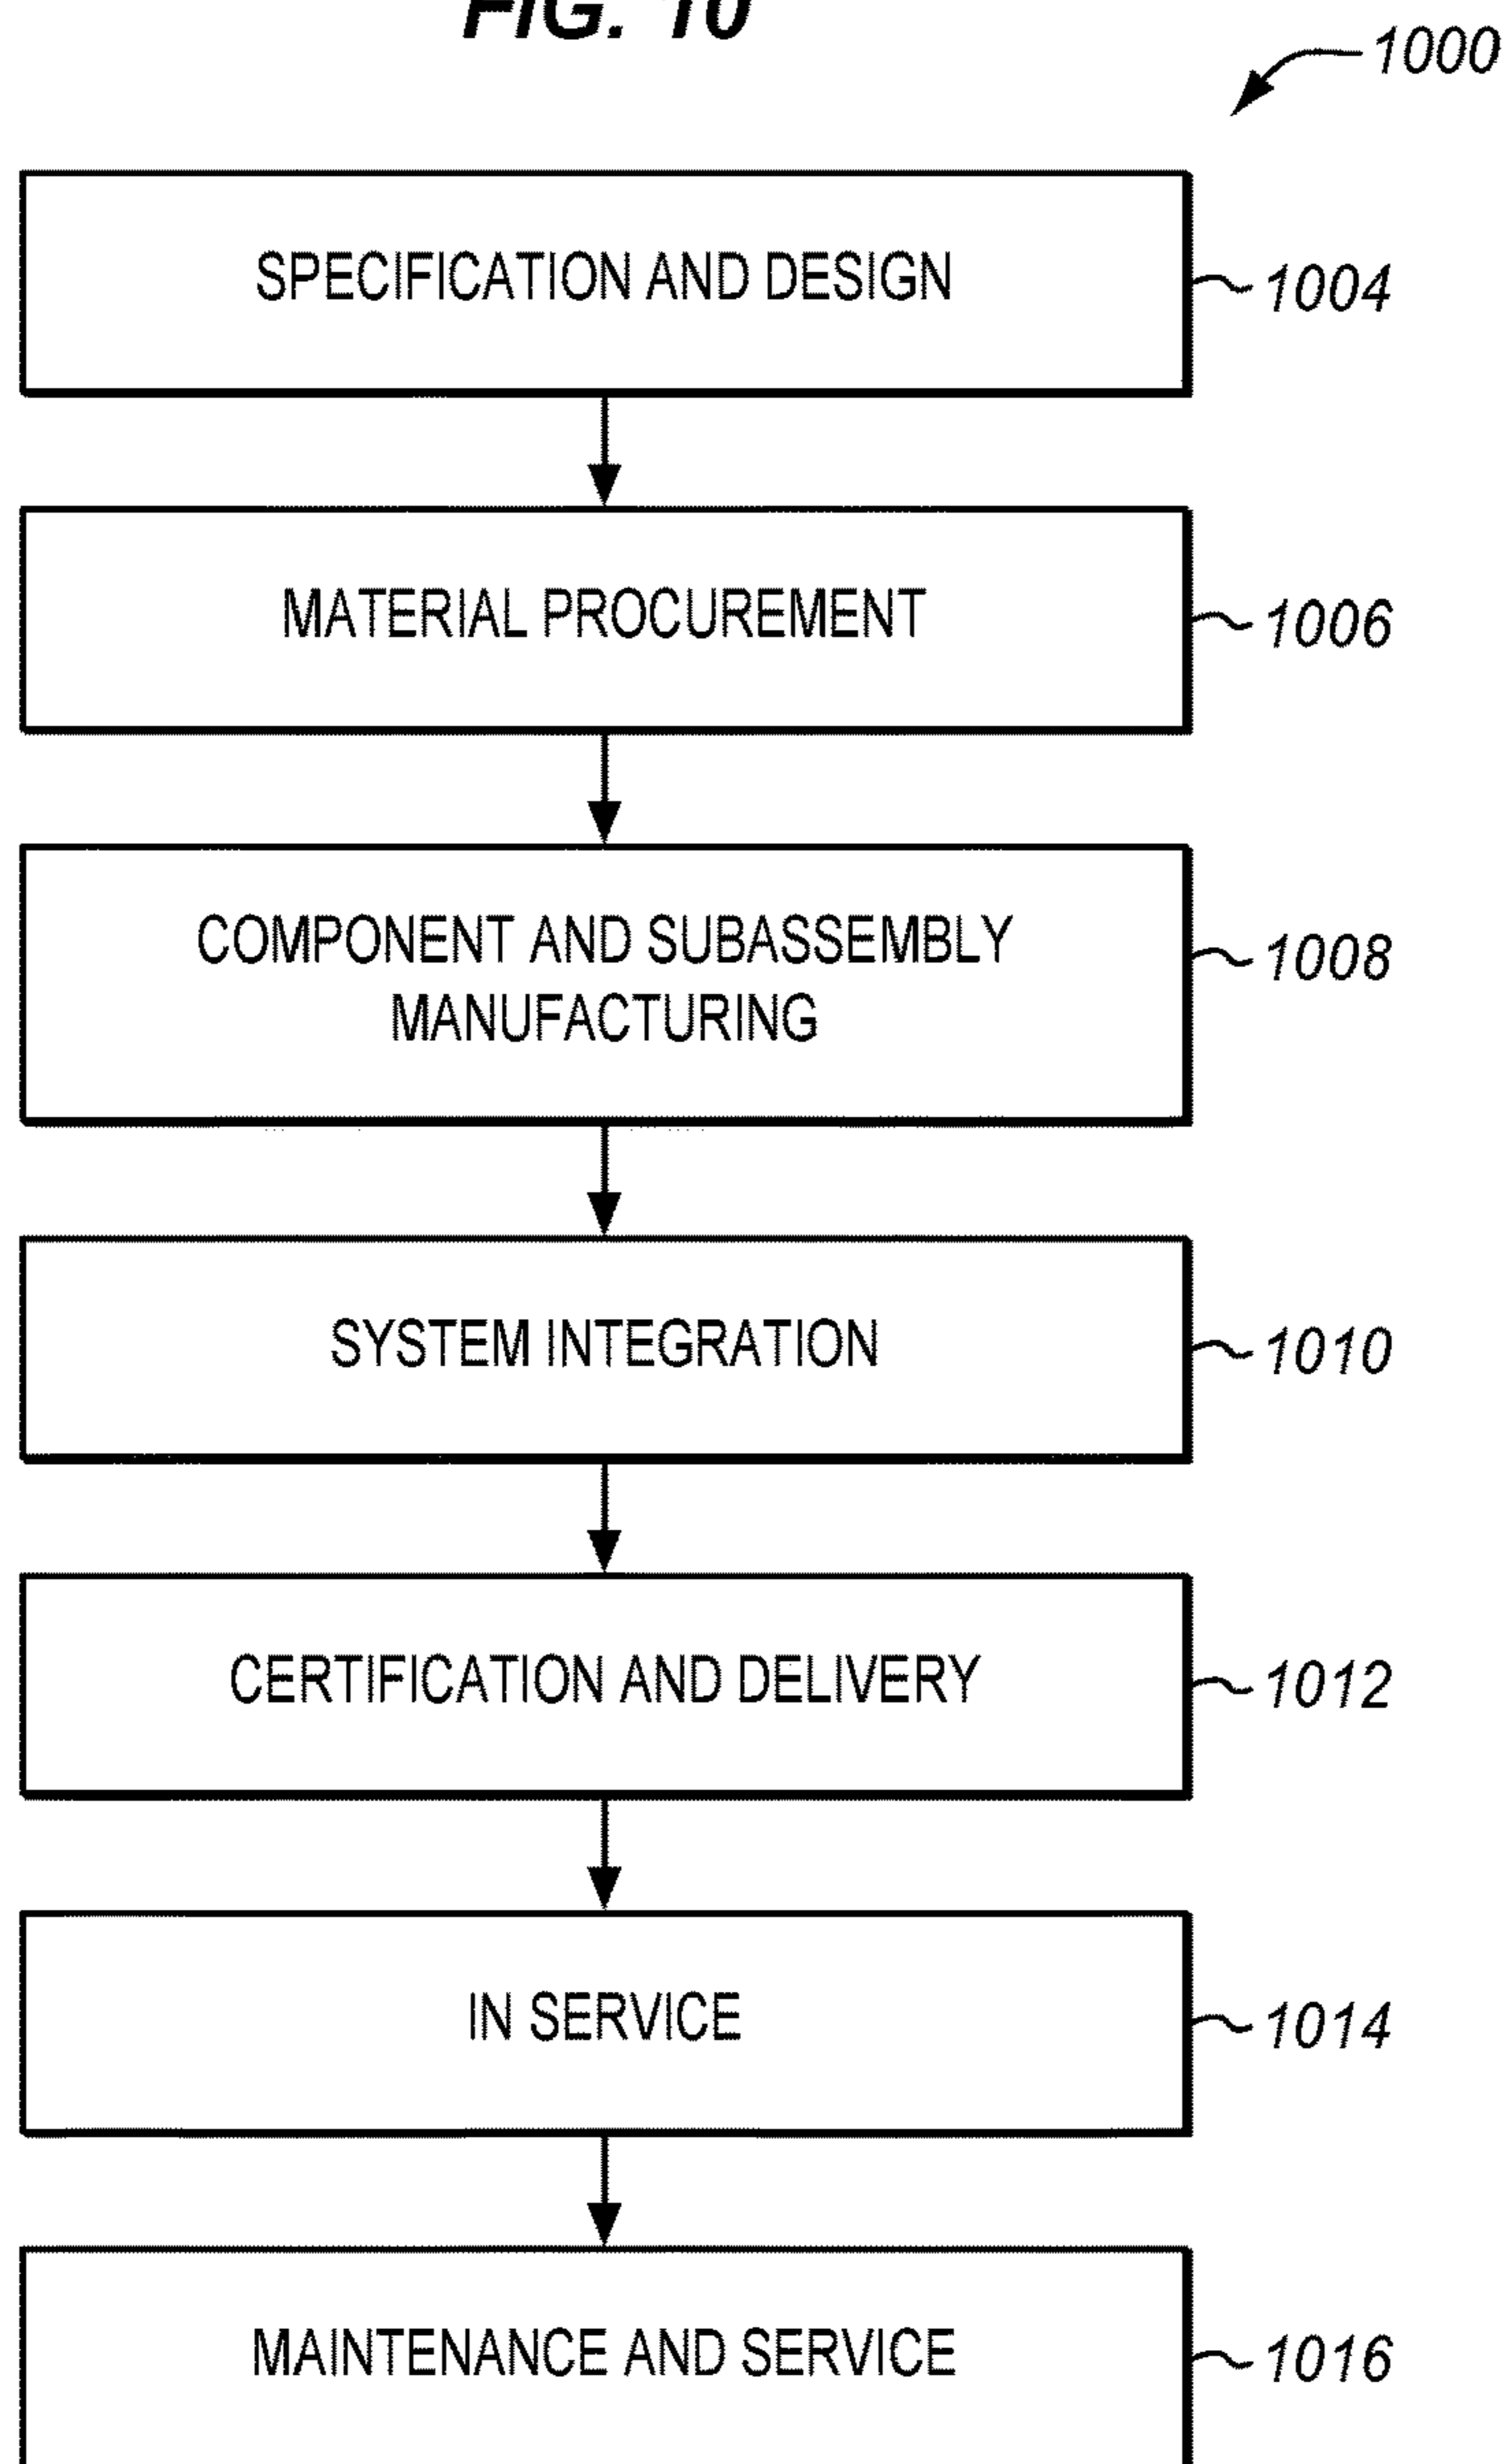 FIG. 10
1000
SPECIFICATION AND DESIGN
1004
MATERIAL PROCUREMENT
1006
COMPONENT AND SUBASSEMBLY
MANUFACTURING
1008
SYSTEM INTEGRATION
1010
CERTIFICATION AND DELIVERY
1012
IN SERVICE
1014
MAINTENANCE AND SERVICE
1016